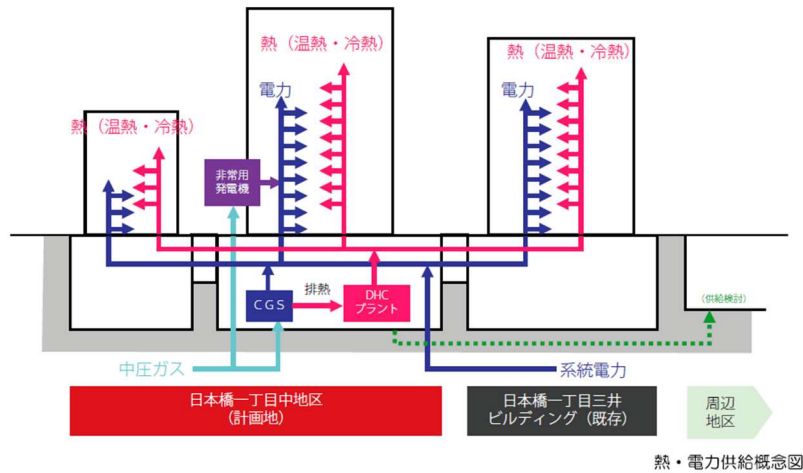 熱（温熱・冷熱）
熱（温熱・冷熱）
電力
電力
熱（温熱・冷熱）
非常用
発電機
排熱
CGS
DHC
プラント
（供給検討）
中圧ガス
系統電力
日本橋一丁目中地区
（計画地）
日本橋一丁目三井
ビルディング（既存）
周辺
地区
熱・電力供給概念図